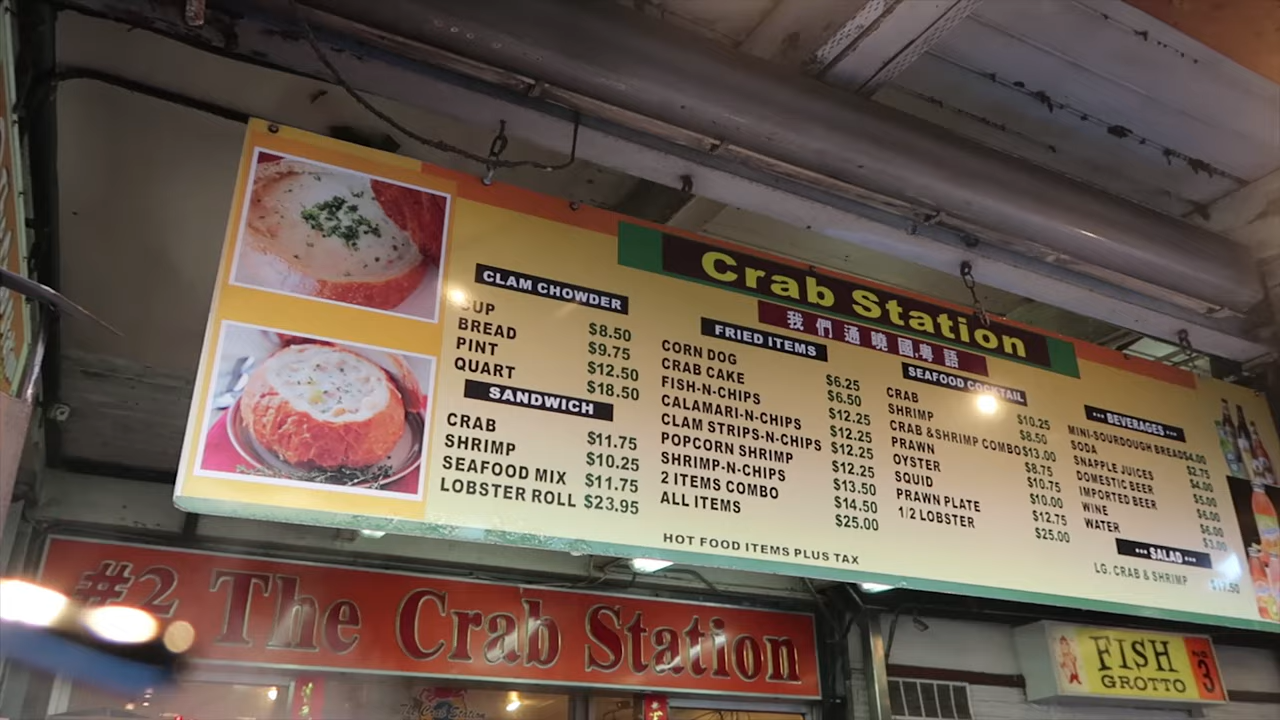 Crab Station
我們通曉國,粵語
CLAM CHOWDER
CUP $8.50
BREAD $9.75
PINT $12.50
QUART $18.50
SANDWICH
CRAB $11.75
SHRIMP $10.25
SEAFOOD MIX $11.75
LOBSTER ROLL $23.95
FRIED ITEMS
CORN DOG $6.25
CRAB CAKE $6.50
FISH-N-CHIPS $12.25
CALAMARI-N-CHIPS $12.25
CLAM STRIPS-N-CHIPS $12.25
POPCORN SHRIMP $12.25
SHRIMP-N-CHIPS $13.50
2 ITEMS COMBO $14.50
ALL ITEMS $25.00
HOT FOOD ITEMS PLUS TAX
SEAFOOD COCKTAIL
CRAB $10.25
SHRIMP $8.50
CRAB & SHRIMP COMBO $13.00
PRAWN $8.75
OYSTER $10.75
SQUID $10.00
PRAWN PLATE $12.75
1/2 LOBSTER $25.00
••• BEVERAGES •••
MINI-SOURDOUGH BREAD $4.00
SODA $2.75
SNAPPLE JUICES $4.00
DOMESTIC BEER $5.00
IMPORTED BEER $6.00
WINE $6.00
WATER $3.00
••• SALAD •••
LG. CRAB & SHRIMP $17.50
#2 The Crab Station
The Crab Station
FISH
GROTTO
NO. 3